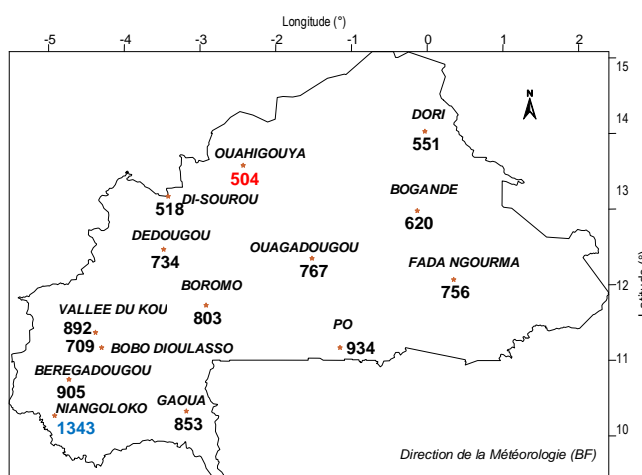 Longitude (°)
-5 -4 -3 -2 -1 0 1 2
15
N
DORI
14
551
OUAHIGOUYA
504
DI-SOUROU
518
BOGANDE
13
620
DEDOUGOU
734
OUAGADOUGOU
767
FADA NGOURMA
756
Latitude (°)
12
BOROMO
803
VALLEE DU KOU
892
PO
709 BOBO DIOULASSO
934
11
BEREGADOUGOU
905
NIANGOLOKO
1343
GAOUA
853
10
Direction de la Météorologie (BF)